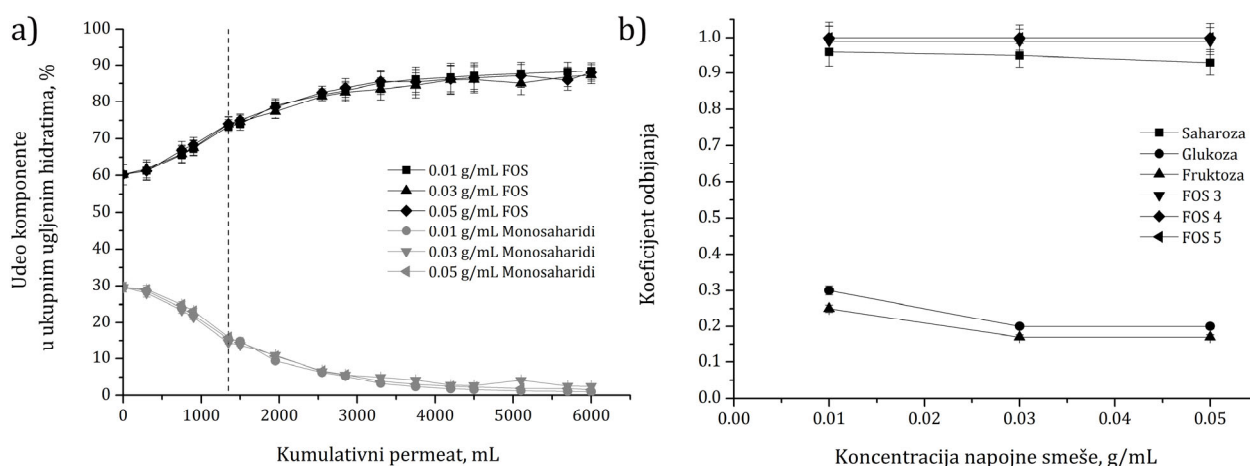 a)
Udeo komponente
u ukupnim ugljenim hidratima, %
100
90
80
70
60
50
40
30
20
10
0
0.01 g/mL FOS
0.03 g/mL FOS
0.05 g/mL FOS
0.01 g/mL Monosaharidi
0.03 g/mL Monosaharidi
0.05 g/mL Monosaharidi
0 1000 2000 3000 4000 5000 6000
Kumulativni permeat, mL
b)
Koeficijent odbijanja
1.0
0.9
0.8
0.7
0.6
0.5
0.4
0.3
0.2
0.1
0.0
Saharoza
Glukoza
Fruktoza
FOS 3
FOS 4
FOS 5
0.00 0.01 0.02 0.03 0.04 0.05
Koncentracija napojne smeše, g/mL